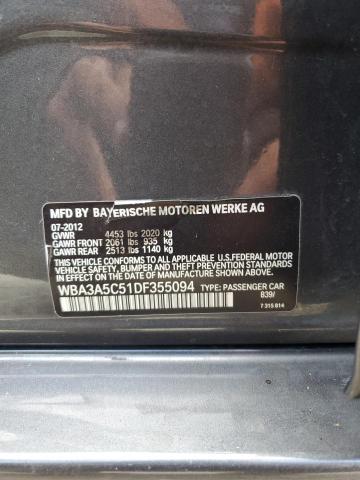 MFD BY BAYERISCHE MOTOREN WERKE AG
07-2012
GVWR 4453 lbs 2020 kg
GAWR FRONT 2061 lbs 935 kg
GAWR REAR 2513 lbs 1140 kg
THIS VEHICLE CONFORMS TO ALL APPLICABLE
U.S.FEDERAL MOTOR
VEHICLE SAFETY, BUMPER, AND THEFT PREVENTION STANDARDS
IN EFFECT ON THE DATE OF MANUFACTURE SHOWN ABOVE.
WBA3A5C51DF355094 TYPE: PASSENGER CAR
839/
7 315 814